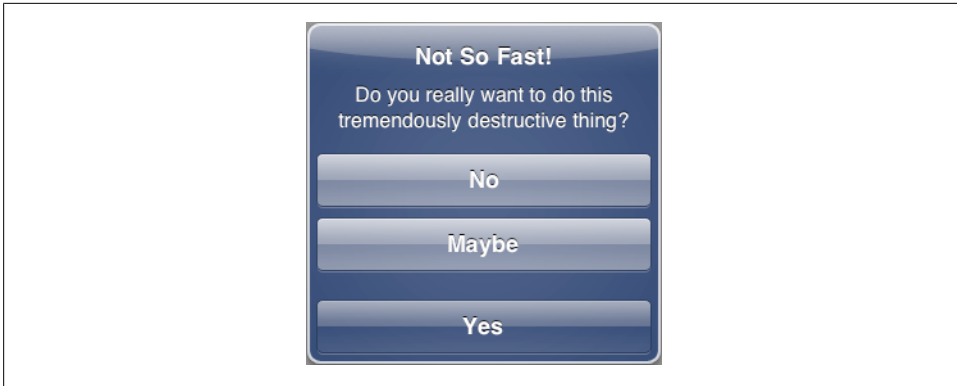 Not So Fast!
Do you really want to do this
tremendously destructive thing?
No
Maybe
Yes